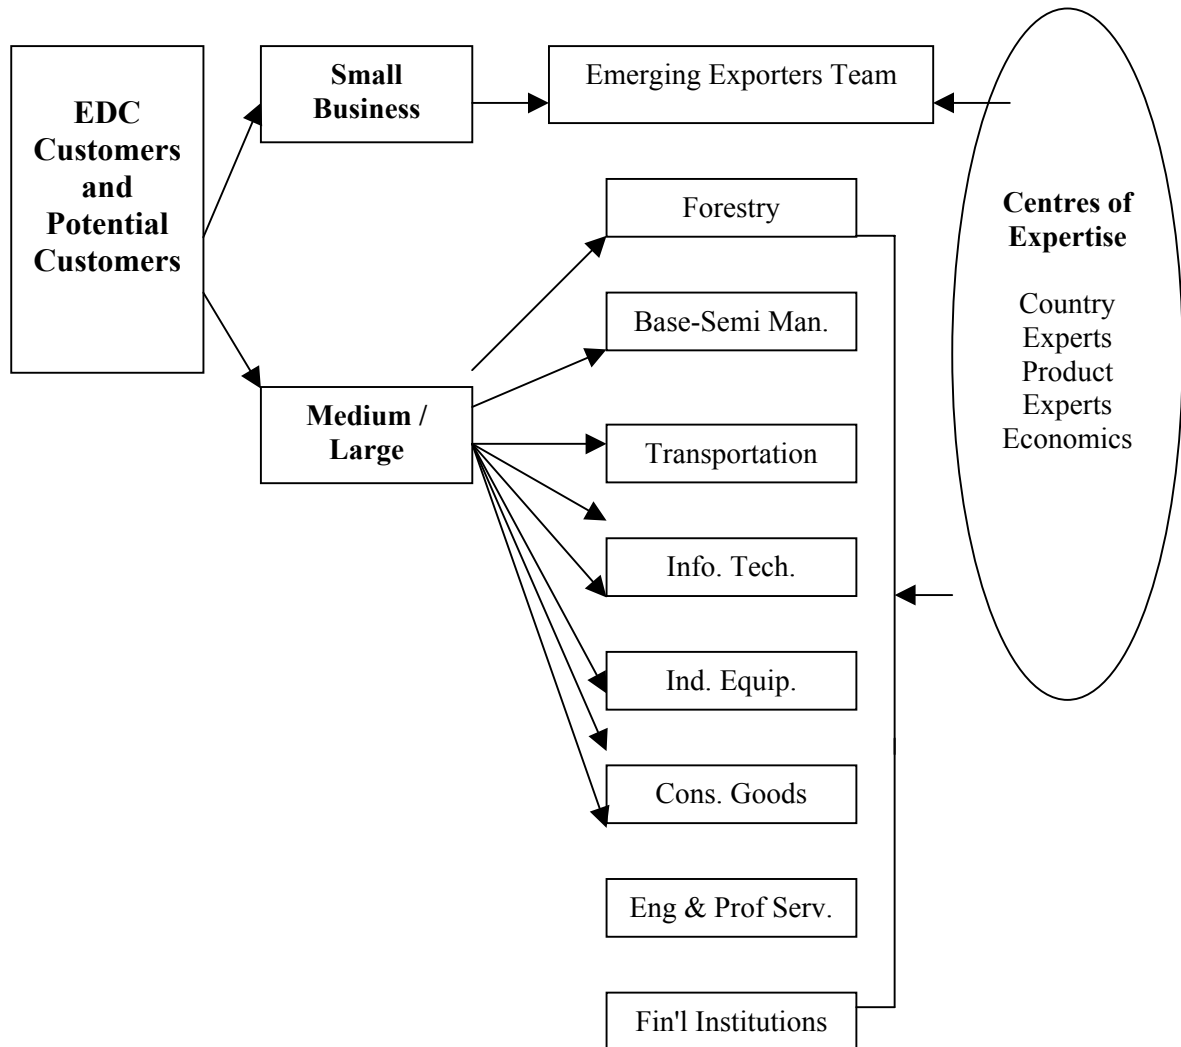 EDC
Customers
and
Potential
Customers
Small
Business
Emerging Exporters Team
Medium /
Large
Forestry
Base-Semi Man.
Transportation
Info. Tech.
Ind. Equip.
Cons. Goods
Eng & Prof Serv.
Fin'l Institutions
Centres of
Expertise
Country
Experts
Product
Experts
Economics